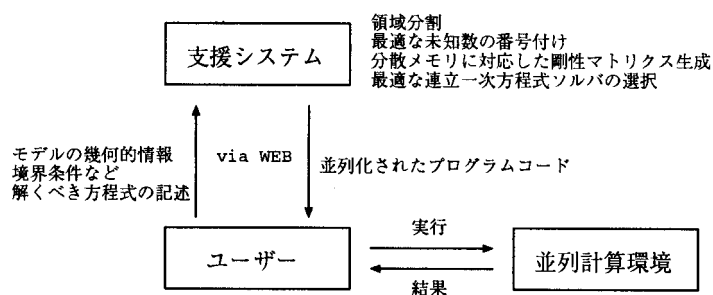 領域分割
最適な未知数の番号付け
分散メモリに対応した剛性マトリクス生成
最適な連立一次方程式ソルバの選択
支援システム
モデルの幾何的情報
境界条件など
解くべき方程式の記述
via WEB
並列化されたプログラムコード
ユーザー
実行
結果
並列計算環境